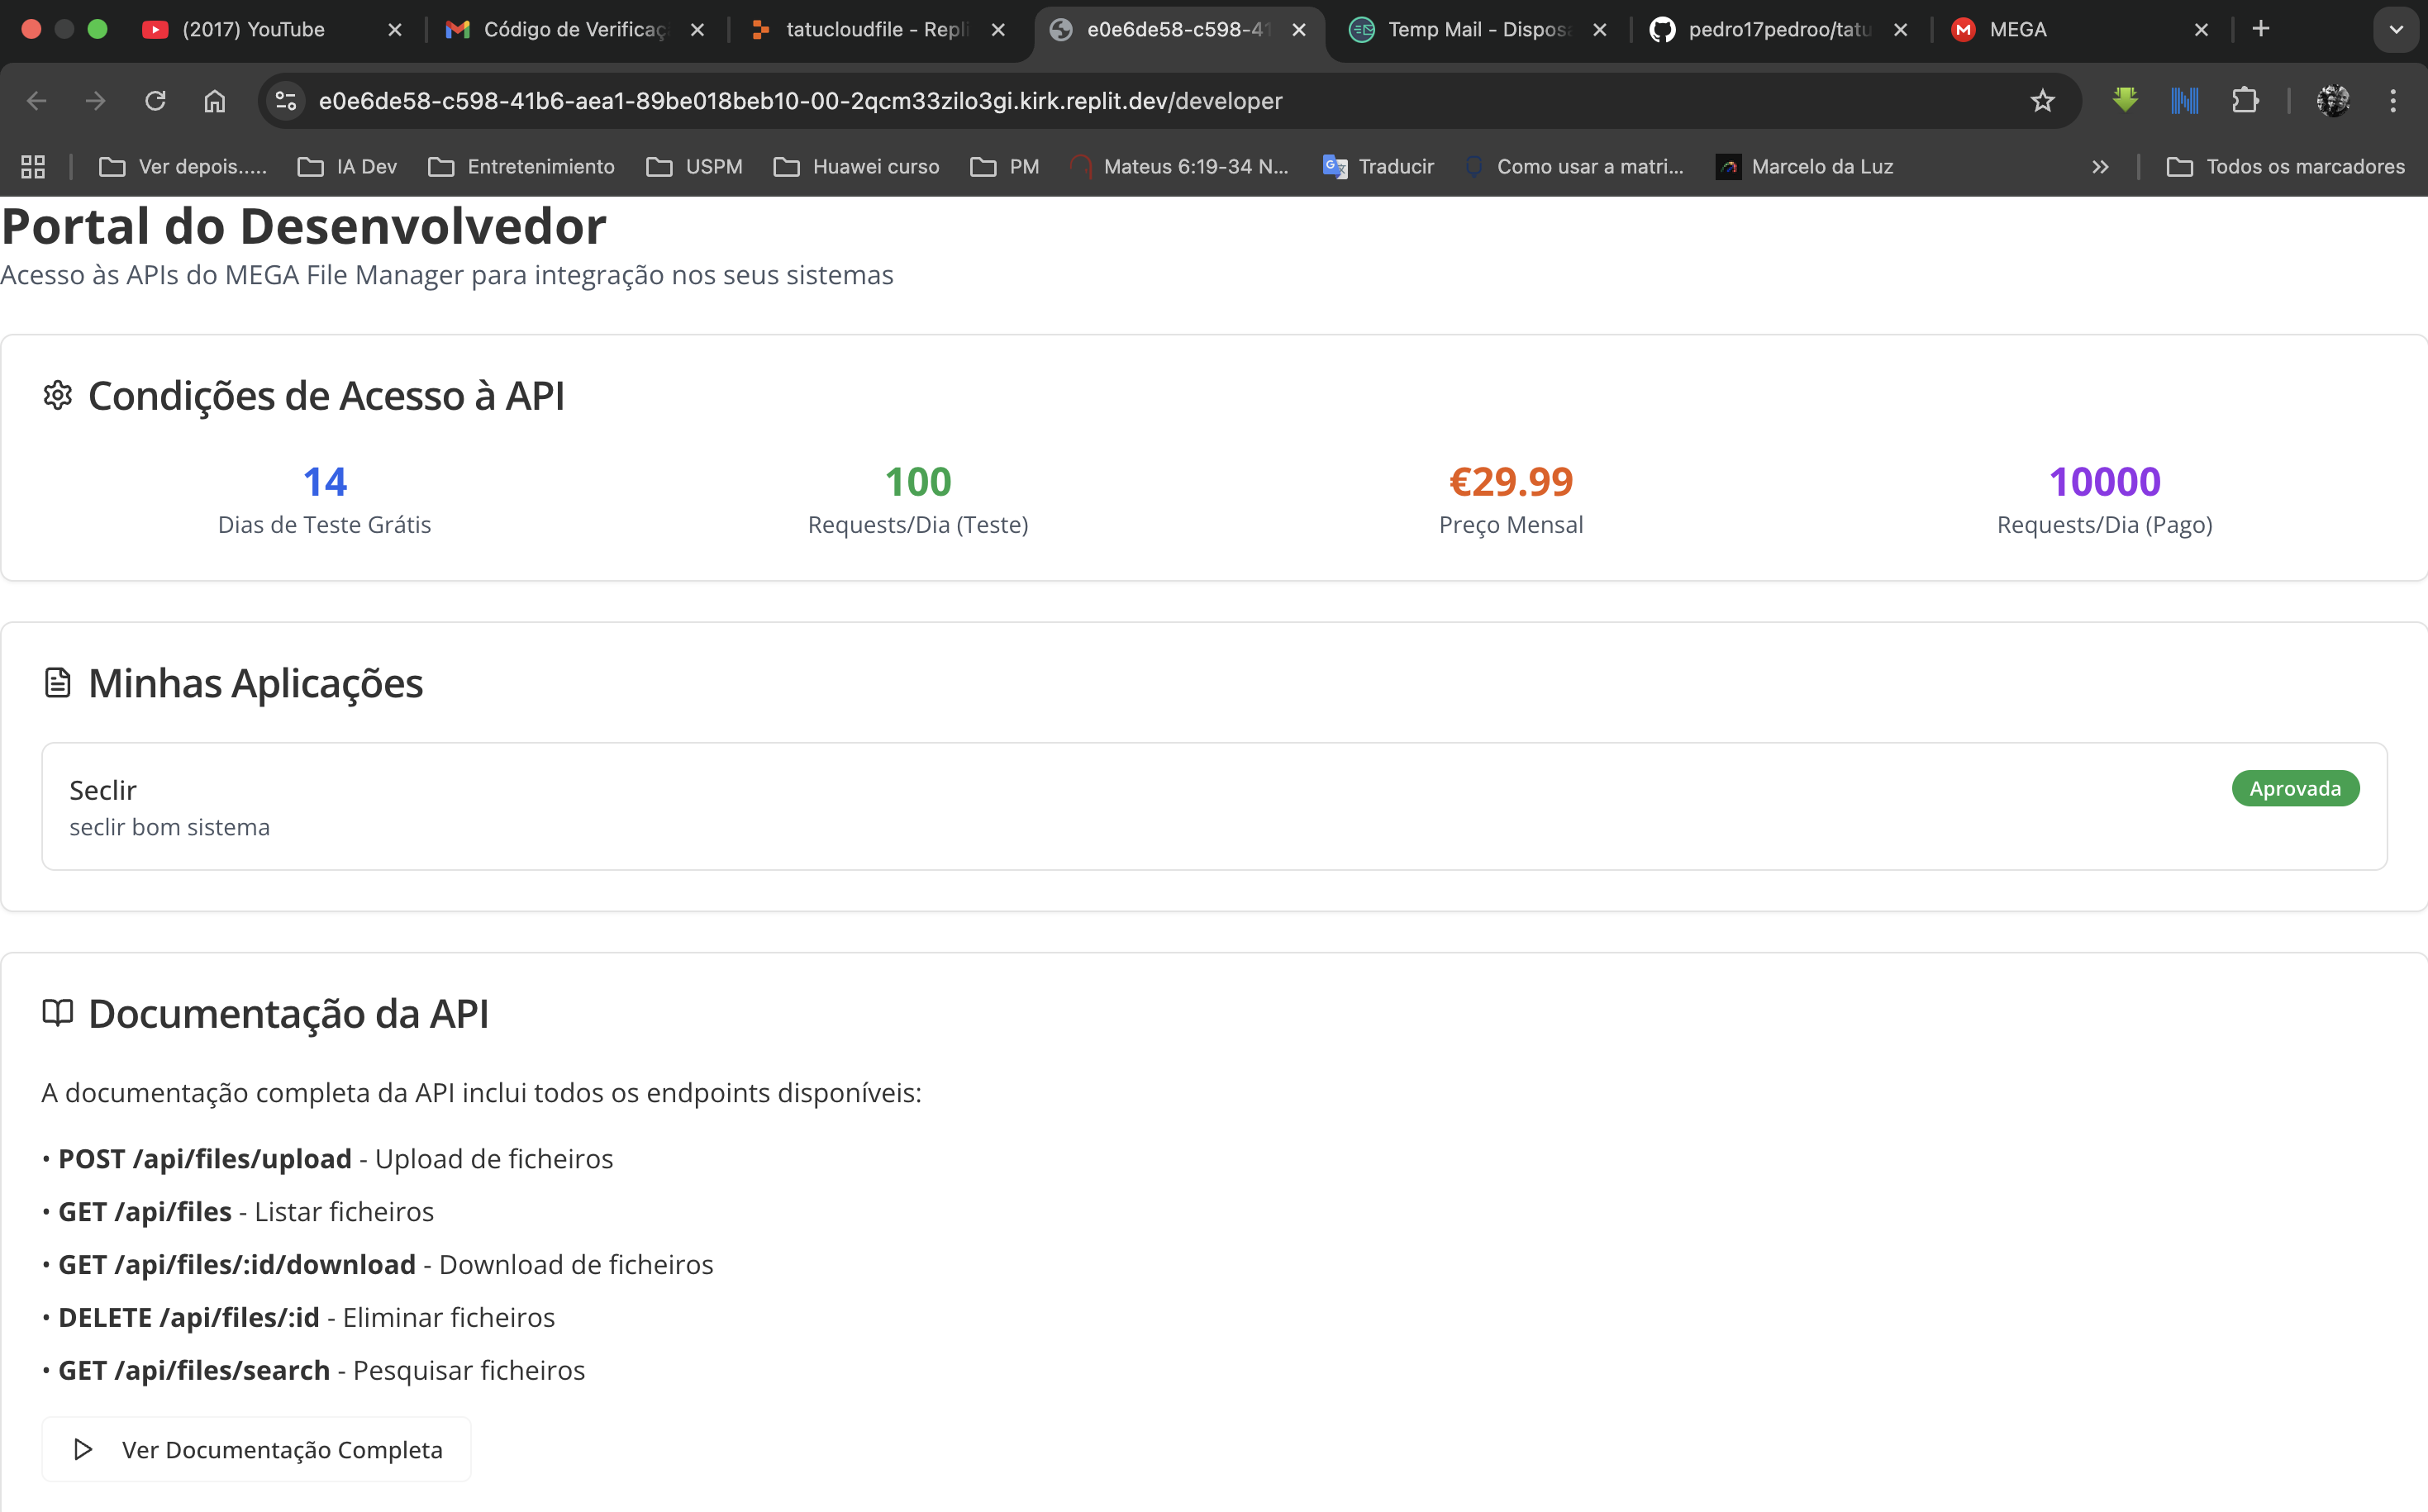 (2017) YouTube
Código de Verificaç
tatucloudfile - Repli
e0e6de58-c598-41
Temp Mail - Dispos
pedro17pedroo/tatu
MEGA
e0e6de58-c598-41b6-aea1-89be018beb10-00-2qcm33zilo3gi.kirk.replit.dev/developer
Ver depois.....
IA Dev
Entretenimiento
USPM
Huawei curso
PM
Mateus 6:19-34 N...
Traducir
Como usar a matri...
Marcelo da Luz
Todos os marcadores
Portal do Desenvolvedor
Acesso às APIs do MEGA File Manager para integração nos seus sistemas
Condições de Acesso à API
14
Dias de Teste Grátis
100
Requests/Dia (Teste)
€29.99
Preço Mensal
10000
Requests/Dia (Pago)
Minhas Aplicações
Seclir
seclir bom sistema
Aprovada
Documentação da API
A documentação completa da API inclui todos os endpoints disponíveis:
• POST /api/files/upload - Upload de ficheiros
• GET /api/files - Listar ficheiros
• GET /api/files/:id/download - Download de ficheiros
• DELETE /api/files/:id - Eliminar ficheiros
• GET /api/files/search - Pesquisar ficheiros
Ver Documentação Completa